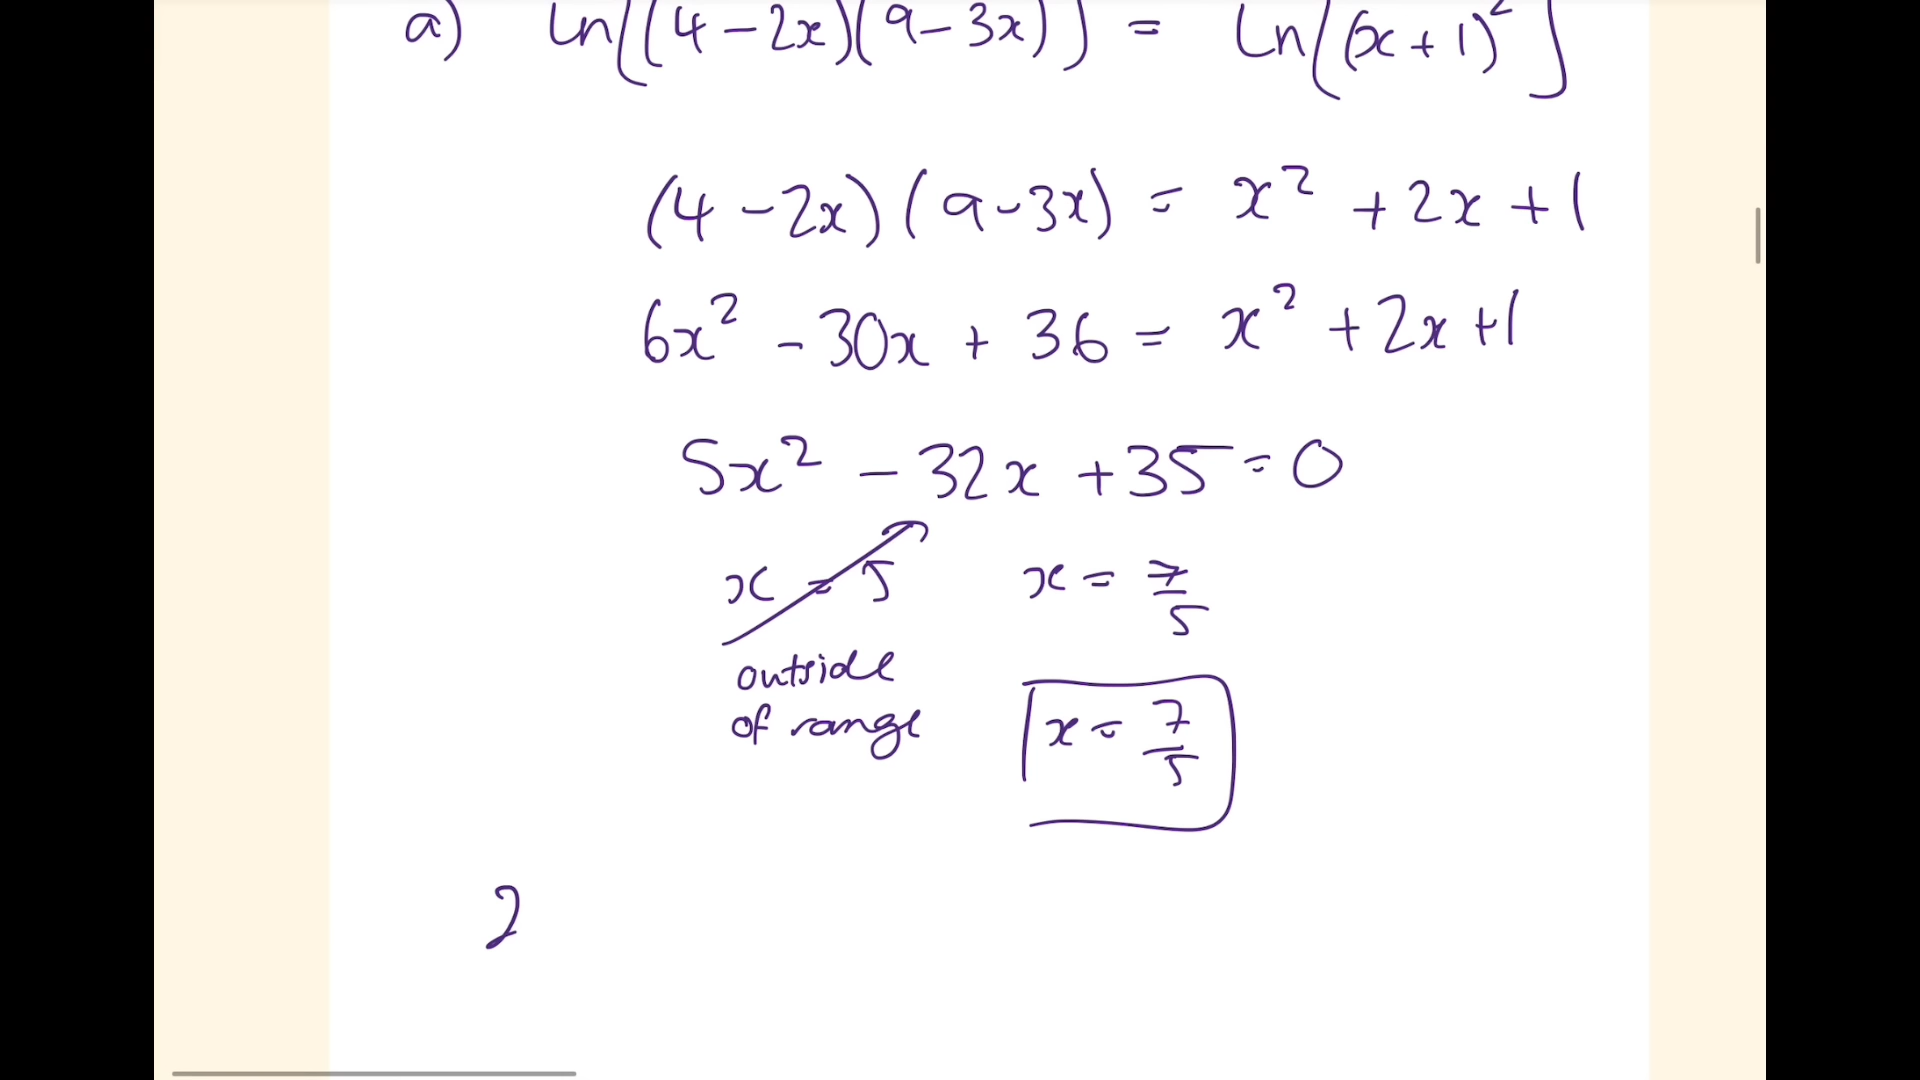 a) ln[(4-2x)(9-3x)] = ln[(x+1)²]
(4-2x)(9-3x) = x² +2x+1
6x² -30x + 36 = x² +2x+1
5x² -32x +35=0
x = 5 x = 7/5
outside
of range
x = 7/5
2